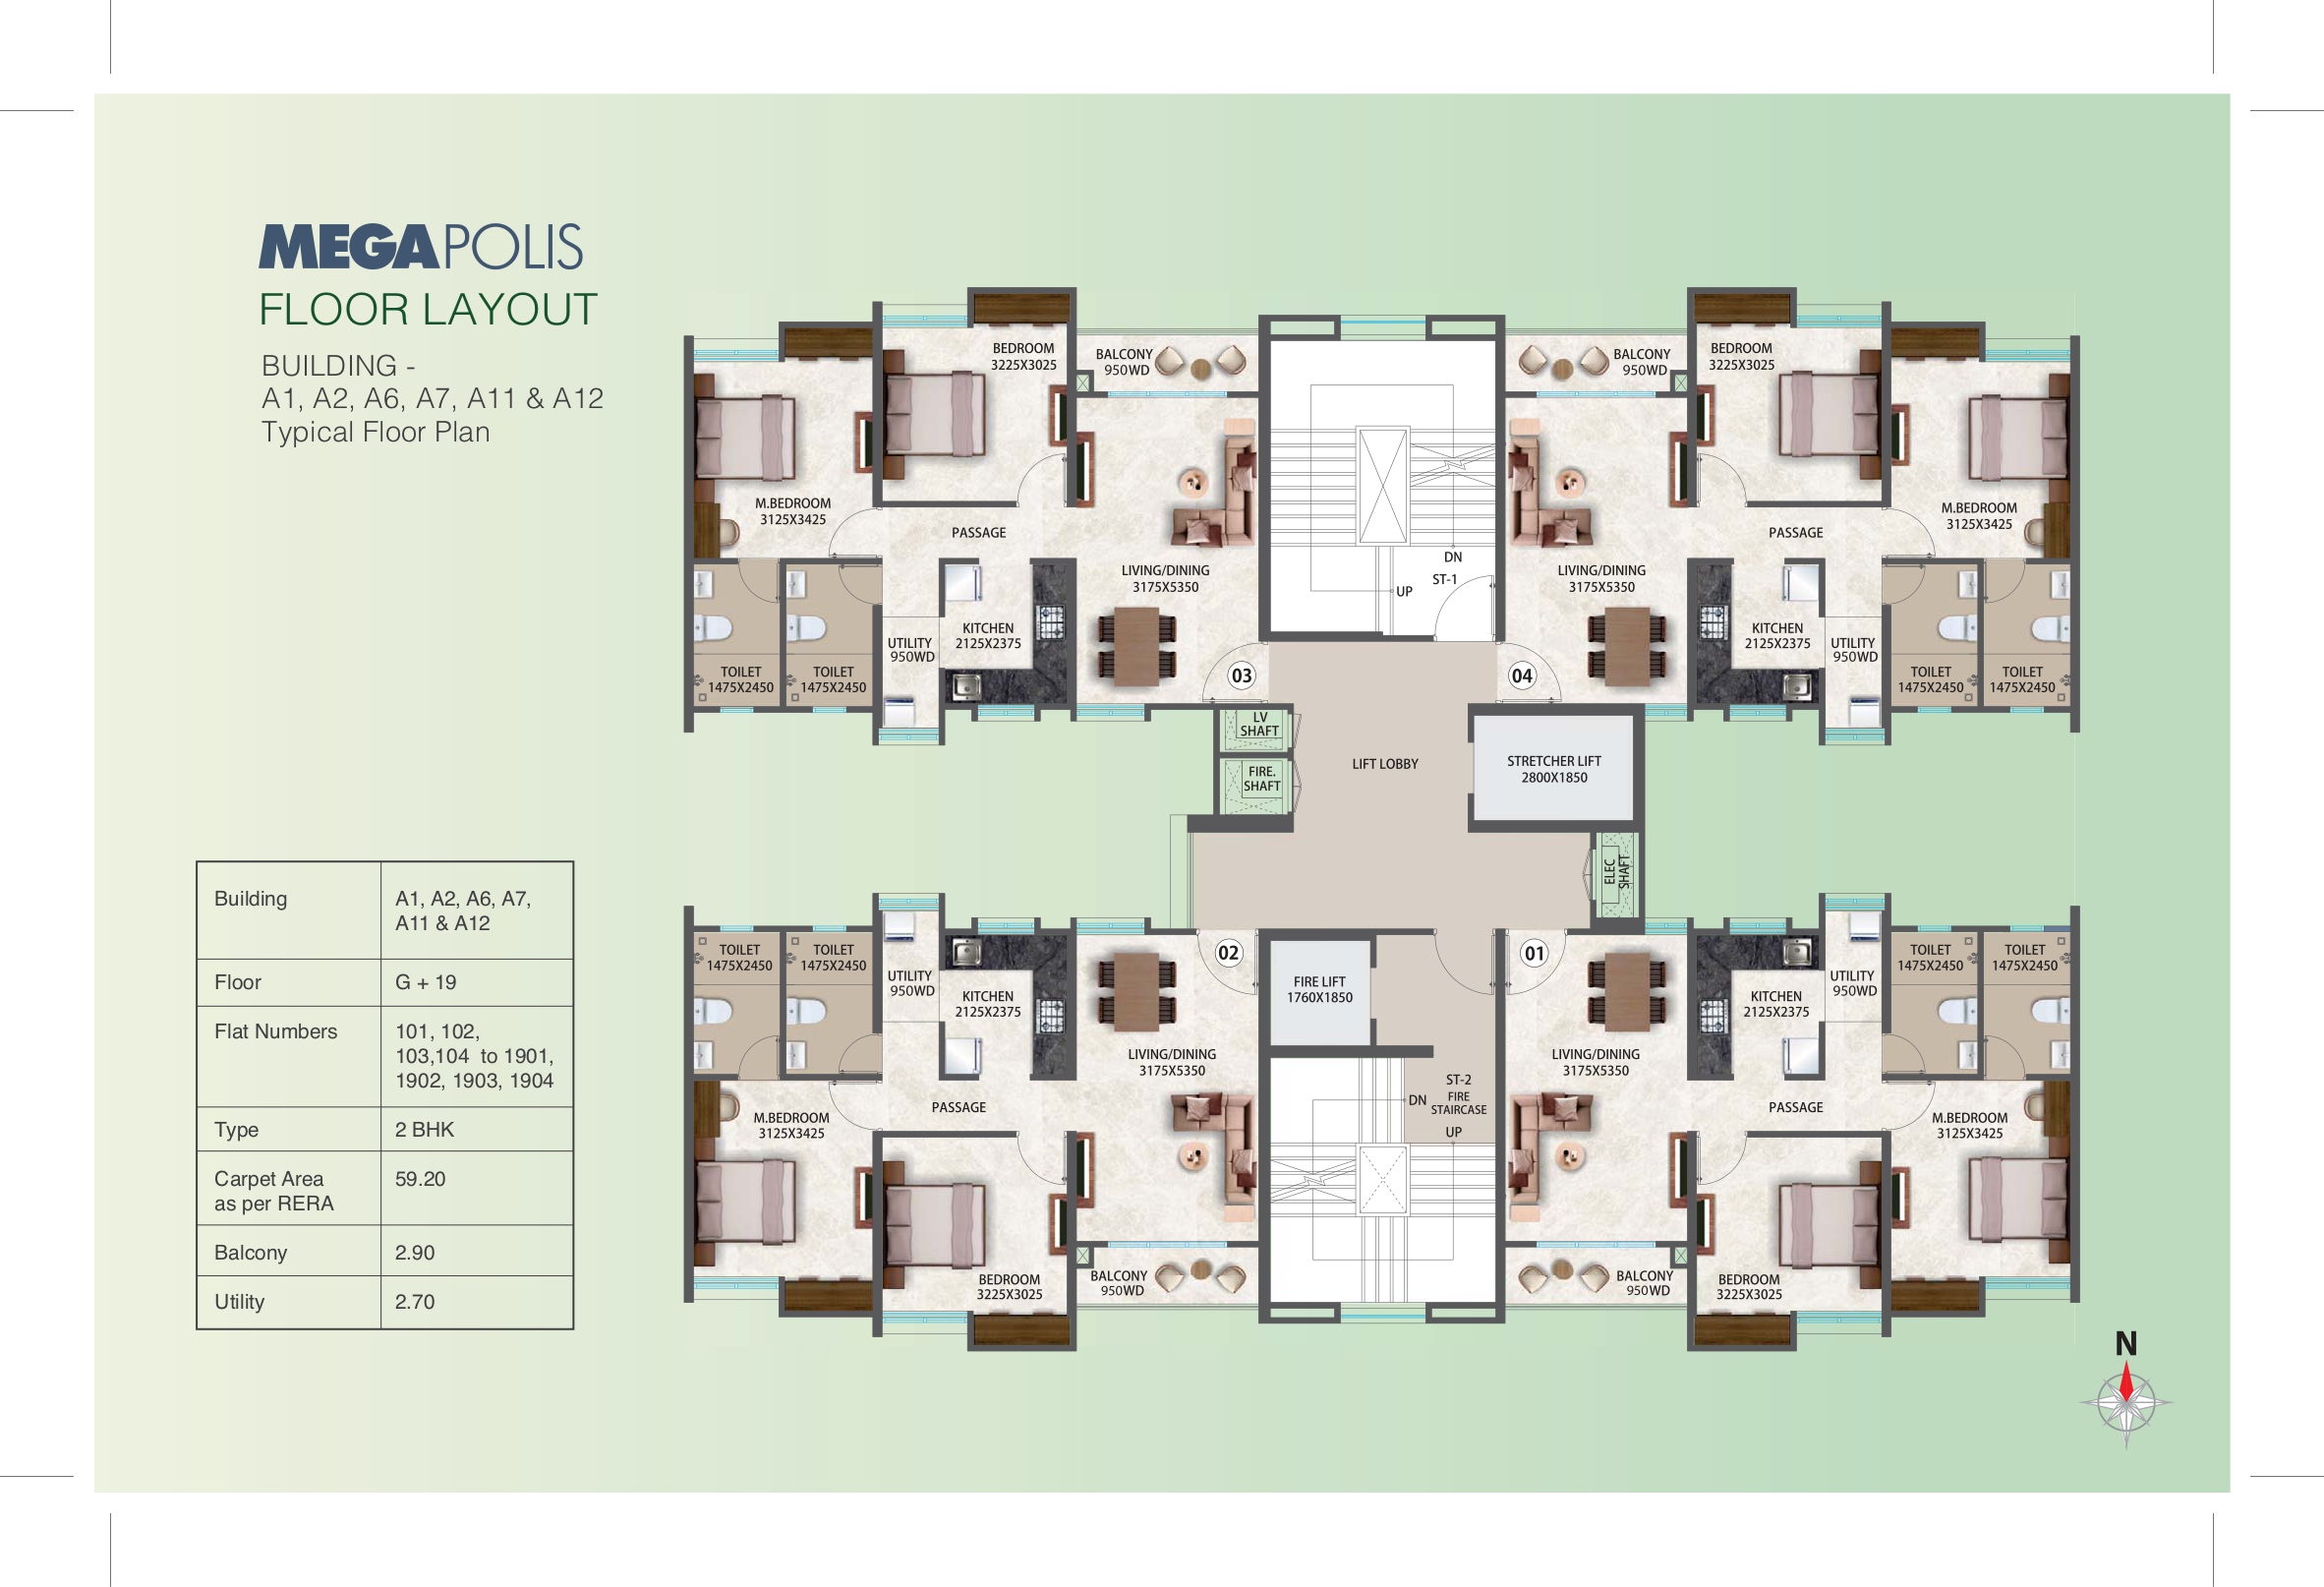 MEGAPOLIS
FLOOR LAYOUT
BUILDING -
A1, A2, A6, A7, A11 & A12
Typical Floor Plan
Building
A1, A2, A6, A7,
A11 & A12
Floor
G + 19
Flat Numbers
101, 102,
103,104 to 1901,
1902, 1903, 1904
Type
2 BHK
Carpet Area
as per RERA
59.20
Balcony
2.90
Utility
2.70
M.BEDROOM
3125X3425
BEDROOM
3225X3025
BALCONY
950WD
PASSAGE
LIVING/DINING
3175X5350
TOILET
1475X2450
TOILET
1475X2450
UTILITY
950WD
KITCHEN
2125X2375
03
DN
ST-1
UP
BALCONY
950WD
BEDROOM
3225X3025
M.BEDROOM
3125X3425
LIVING/DINING
3175X5350
PASSAGE
KITCHEN
2125X2375
UTILITY
950WD
TOILET
1475X2450
TOILET
1475X2450
04
LV
SHAFT
FIRE.
SHAFT
LIFT LOBBY
STRETCHER LIFT
2800X1850
ELEC
SHAFT
TOILET
1475X2450
TOILET
1475X2450
UTILITY
950WD
KITCHEN
2125X2375
02
LIVING/DINING
3175X5350
M.BEDROOM
3125X3425
PASSAGE
BEDROOM
3225X3025
BALCONY
950WD
FIRE LIFT
1760X1850
ST-2
FIRE
STAIRCASE
DN
UP
01
LIVING/DINING
3175X5350
KITCHEN
2125X2375
UTILITY
950WD
TOILET
1475X2450
TOILET
1475X2450
PASSAGE
M.BEDROOM
3125X3425
BALCONY
950WD
BEDROOM
3225X3025
N